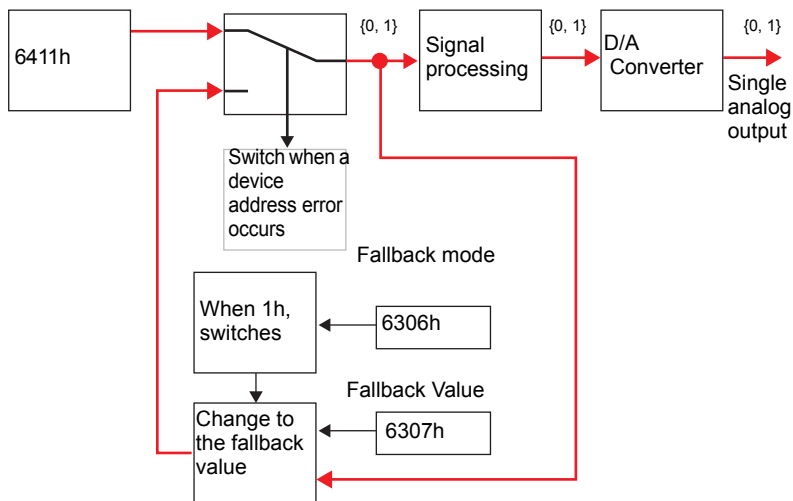 6411h
{0, 1}
Signal
processing
{0, 1}
D/A
Converter
{0, 1}
Single
analog
output
Switch when a
device
address error
occurs
Fallback mode
When 1h,
switches
6306h
Fallback Value
Change to
the fallback
value
6307h